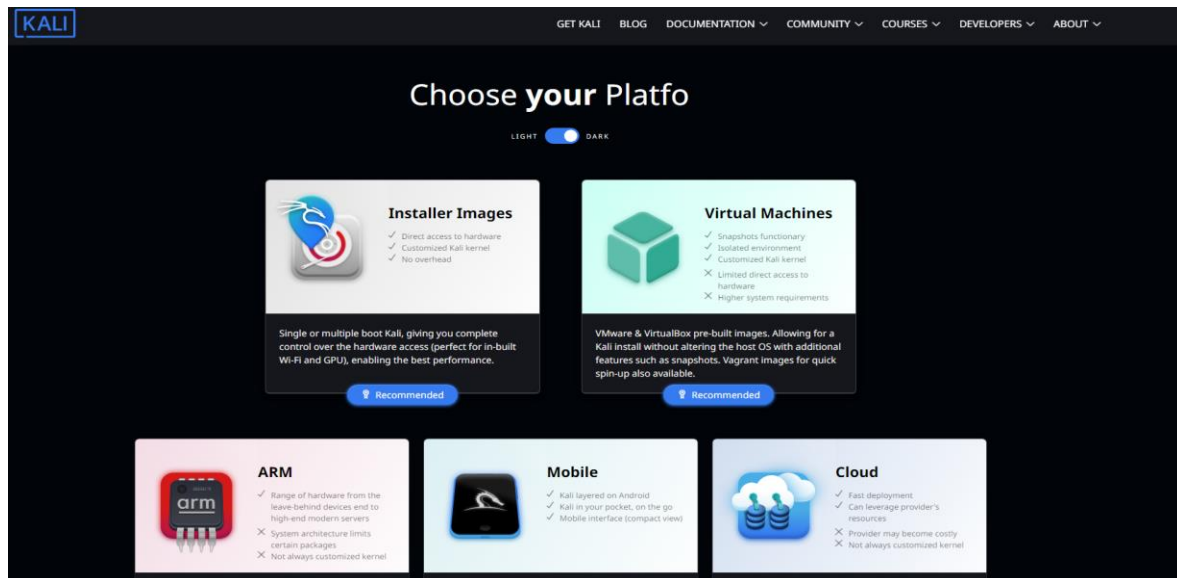 KALI
GET KALI BLOG DOCUMENTATION COMMUNITY COURSES DEVELOPERS ABOUT
Choose your Platfo
LIGHT DARK
Installer Images
Direct access to hardware
Customized Kali kernel
No overhead
Single or multiple boot Kali, giving you complete
control over the hardware access (perfect for in-built
Wi-Fi and GPU), enabling the best performance.
Recommended
Virtual Machines
Snapshots functionary
Isolated environment
Customized Kali kernel
Limited direct access to
hardware
Higher system requirements
VMware & VirtualBox pre-built images. Allowing for a
Kali install without altering the host OS with additional
features such as snapshots. Vagrant images for quick
spin-up also available.
Recommended
arm
ARM
Range of hardware from the
leave-behind devices end to
high-end modern servers
System architecture limits
certain packages
Not always customized kernel
Mobile
Kali layered on Android
Kali in your pocket, on the go
Mobile interface (compact view)
Cloud
Fast deployment
Can leverage provider's
resources
Provider may become costly
Not always customized kernel